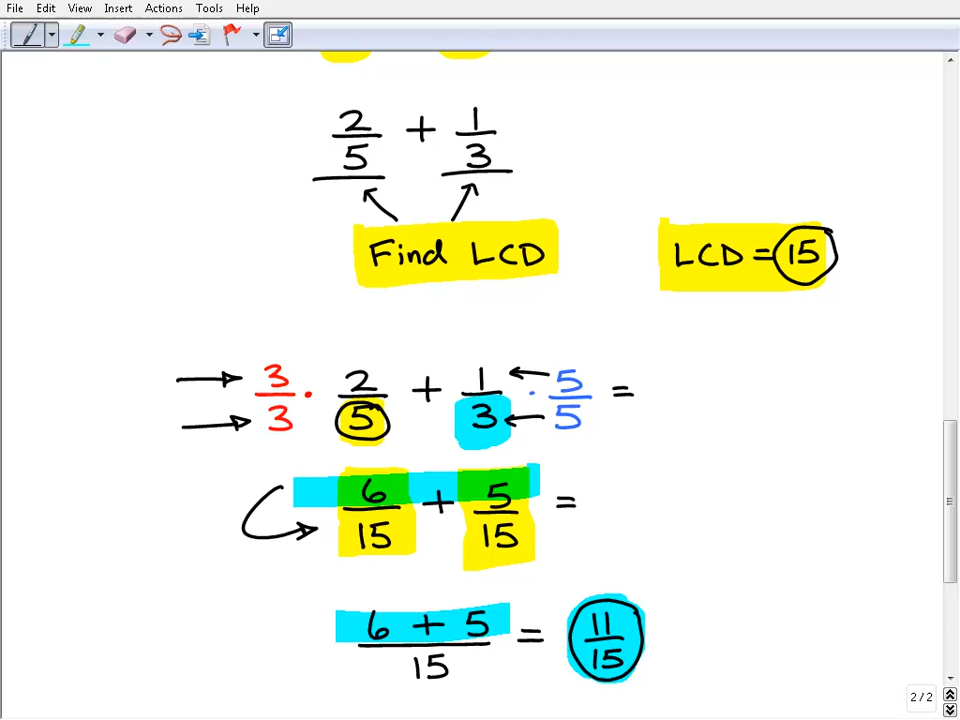 File Edit View Insert Actions Tools Help
2/5 + 1/3
Find LCD
LCD = 15
3/3 · 2/5 + 1/3 · 5/5 =
6/15 + 5/15 =
6 + 5/15 = 11/15
2 / 2